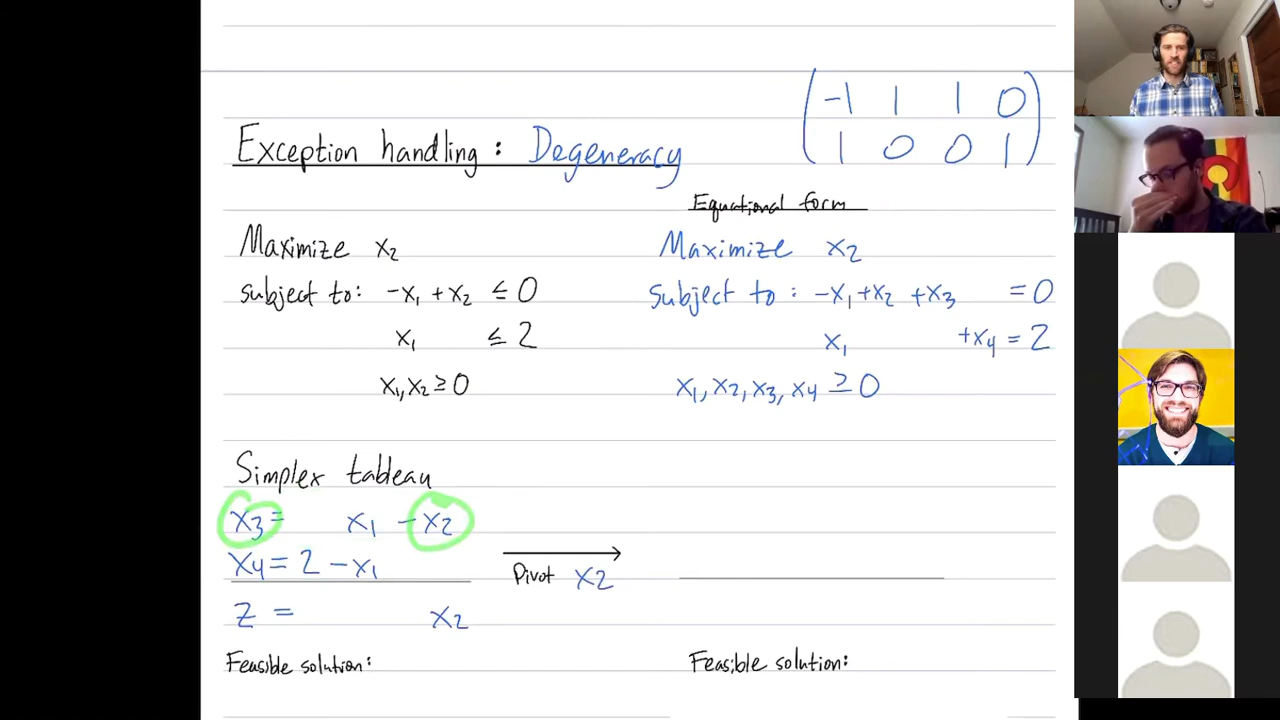 -1 1 1 0
1 0 0 1
Exception handling: Degeneracy
Maximize x2
subject to: -x1 +x2 ≤ 0
x1 ≤ 2
x1, x2 ≥ 0
Equational form
Maximize x2
subject to: -x1 +x2 +x3 = 0
x1 +x4 = 2
x1, x2, x3, x4 ≥ 0
Simplex tableau
x3 = x1 - x2
x4 = 2 - x1
z = x2
Pivot x2
Feasible solution:
Feasible solution: